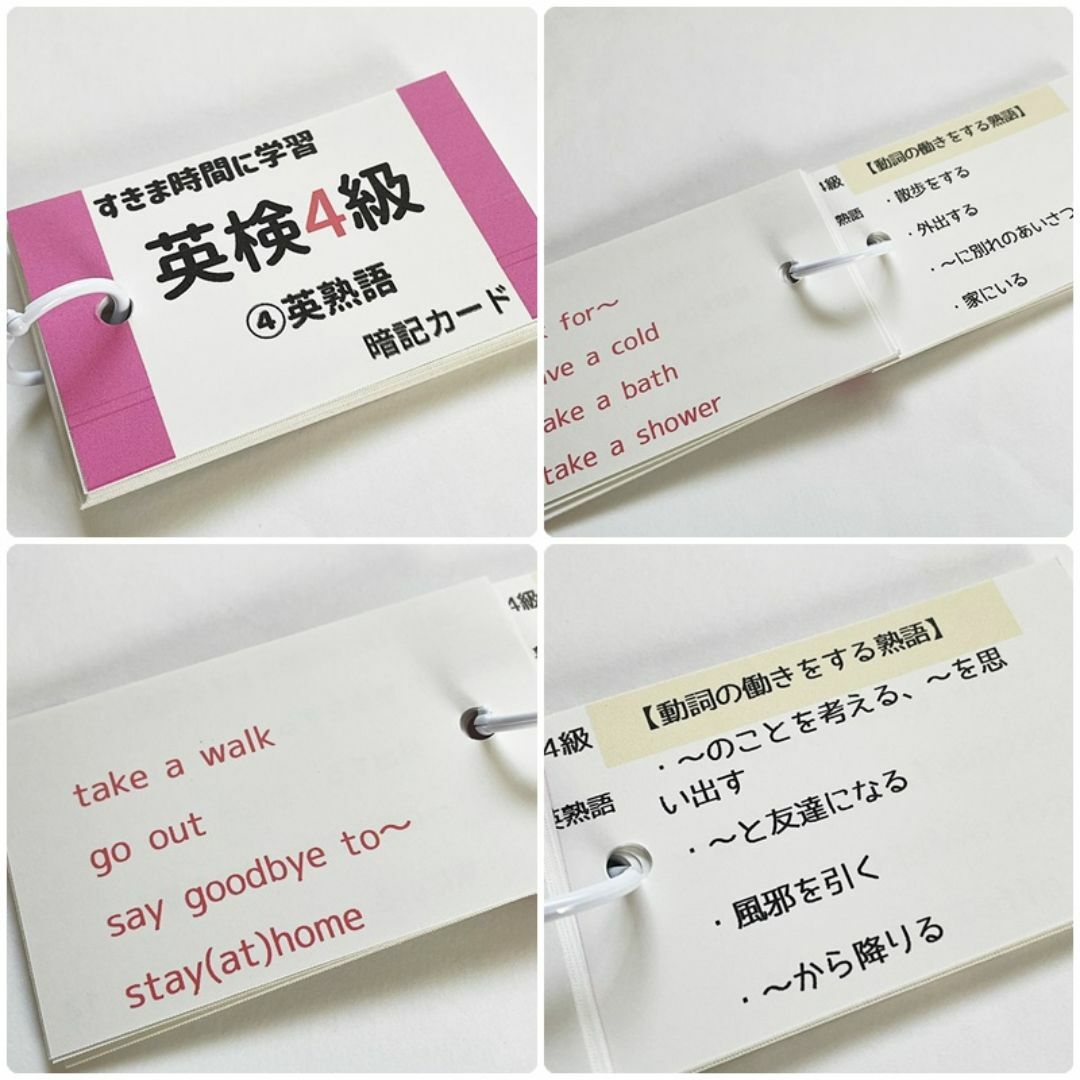 すきま時間に学習
英検4級
④英熟語
暗記カード
for～
a cold
a bath
take a shower
【動詞の働きをする熟語】
級
熟語
・散歩をする
・外出する
・～に別れのあいさつ
・家にいる
take a walk
go out
say goodbye to～
stay(at)home
4級
【動詞の働きをする熟語】
4級
熟語
・～のことを考える、～を思
い出す
・～と友達になる
・風邪を引く
・～から降りる